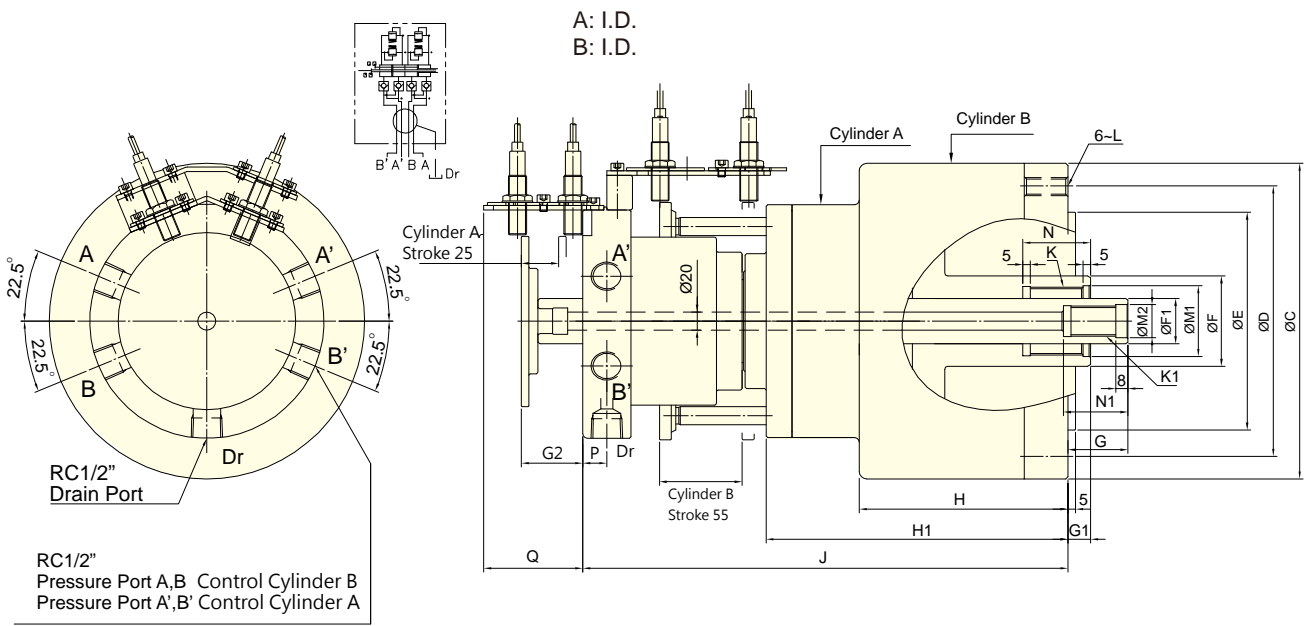 A: I.D.
B: I.D.
B' A' B A
Dr
Cylinder A
Cylinder B
6~L
Cylinder A
Stroke 25
A'
B'
Ø20
N
5 K 5
ØM2
ØF1
ØM1
ØF
ØE
ØD
ØC
8
K1
N1
G
G2
P
Dr
Cylinder B
Stroke 55
H
5
H1
G1
Q
J
A
A'
22.5°
22.5°
22.5°
22.5°
B
B'
Dr
RC1/2”
Drain Port
RC1/2”
Pressure Port A,B Control Cylinder B
Pressure Port A’,B’ Control Cylinder A